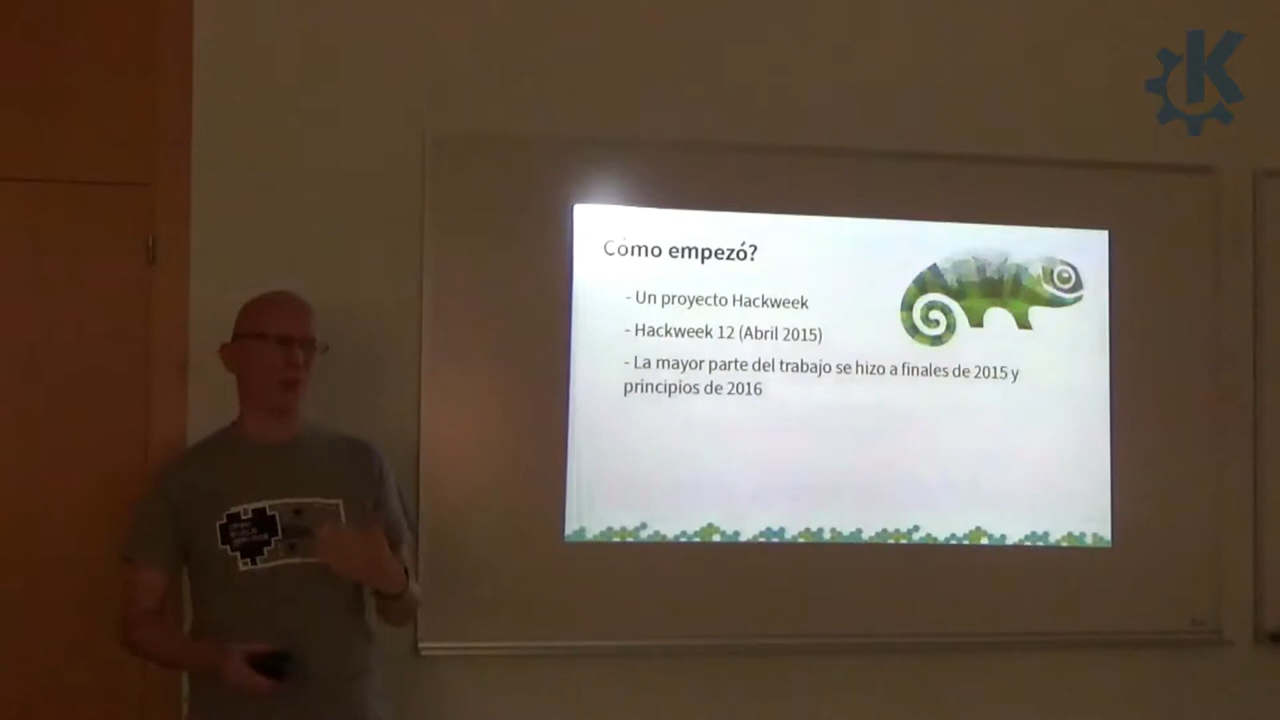 Cómo empezó?
- Un proyecto Hackweek
- Hackweek 12 (Abril 2015)
- La mayor parte del trabajo se hizo a finales de 2015 y
principios de 2016
K